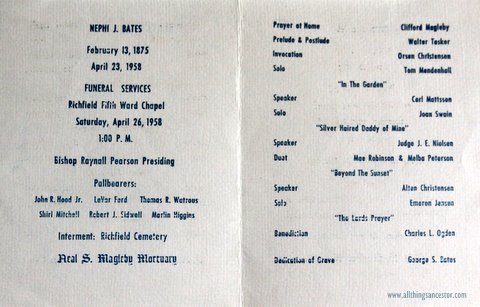 NEPHI J. BATES
February 13, 1875
April 23, 1958
FUNERAL SERVICES
Richfield Fifth Ward Chapel
Saturday, April 26, 1958
1:00 P. M.
Bishop Raynall Pearson Presiding
Pallbearers:
John R. Hood Jr. LeVar Ford Thomas R. Watrous
Shirl Mitchell Robert J. Sidwell Marlin Higgins
Interment: Richfield Cemetery
Neal S. Magleby Mortuary
Prayer at Home Clifford Magleby
Prelude & Postlude Walter Tasker
Invocation Orson Christensen
Solo Tom Mendenhall
"In The Garden"
Speaker Carl Mattsson
Solo Joan Swain
"Silver Haired Daddy of Mine"
Speaker Judge J. E. Nielson
Duet Mae Robinson & Melba Peterson
"Beyond The Sunset"
Speaker Alton Christensen
Solo Emeron Jensen
"The Lords Prayer"
Benediction Charles L. Ogden
Dedication of Grave George S. Bates
www.allthingsancestor.com